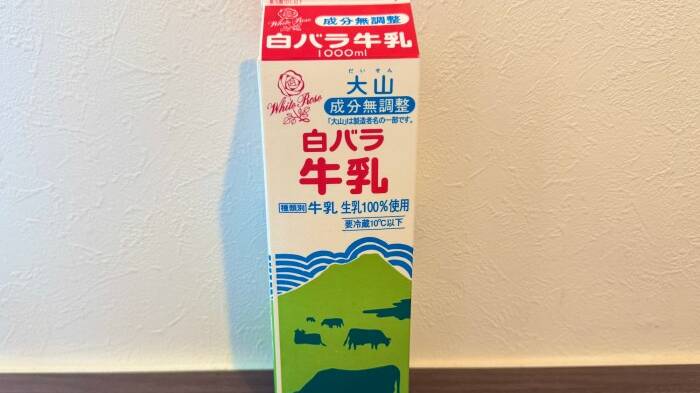 成分無調整
白バラ牛乳
1000ml
White Rose
だいせん
大山
成分無調整
「大山」は製造者名の一部です。
白バラ
牛乳
種類別 牛乳 生乳100%使用
要冷蔵10℃以下